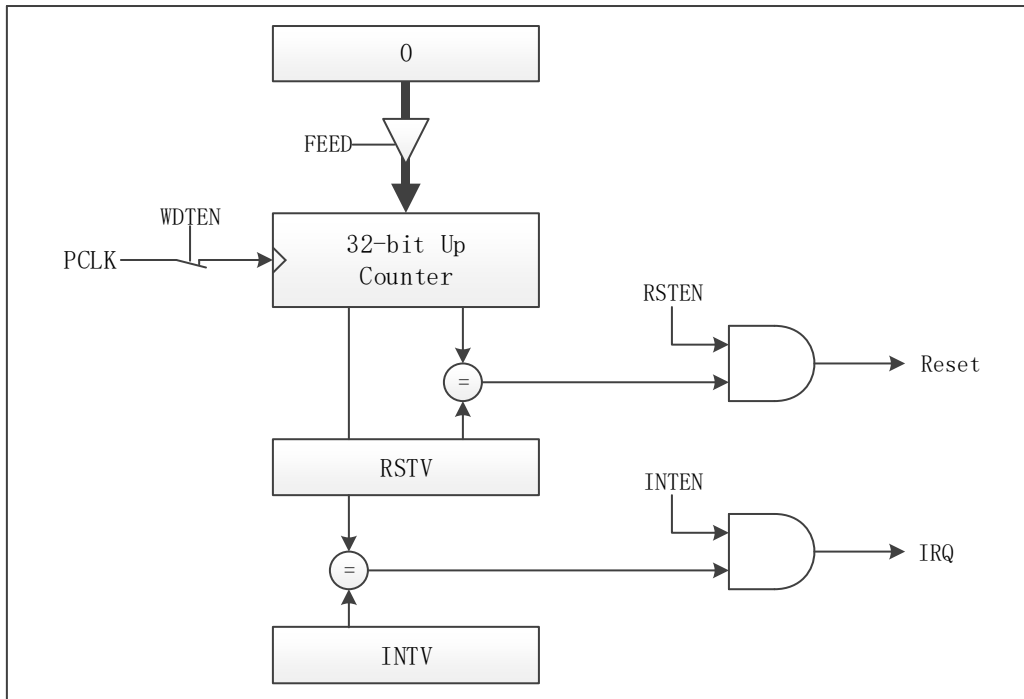 0
FEED
WDTEN
PCLK
32-bit Up
Counter
RSTEN
Reset
=
RSTV
INTEN
IRQ
=
INTV